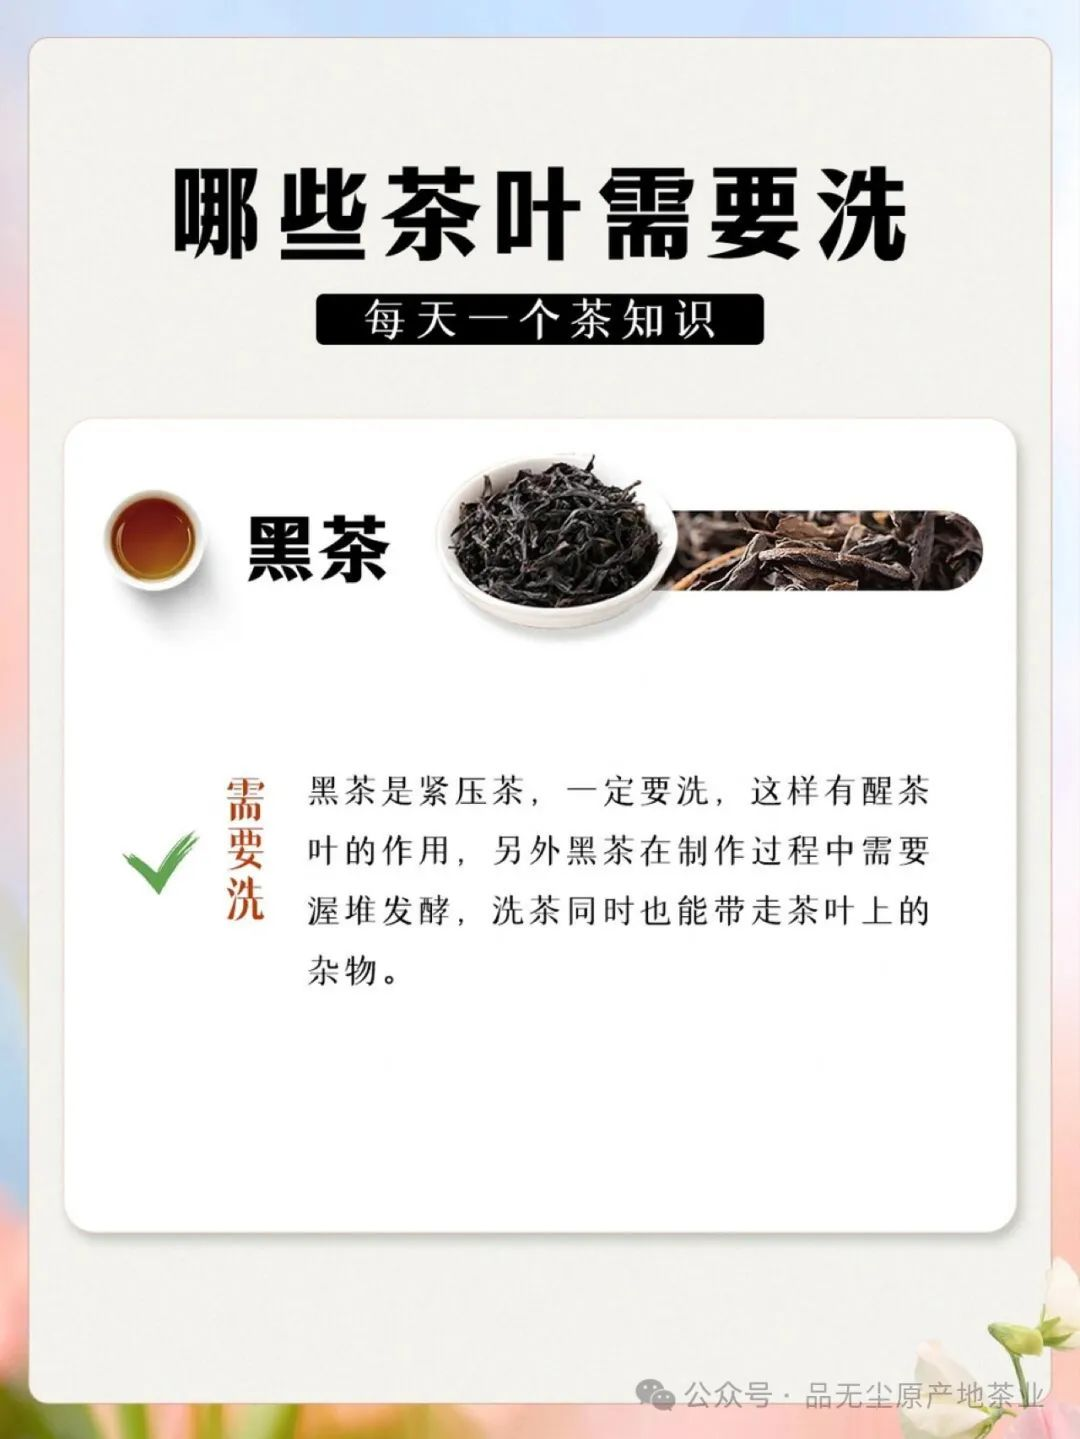 哪些茶叶需要洗
每天一个茶知识
黑茶
需要洗
黑茶是紧压茶，一定要洗，这样有醒茶
叶的作用，另外黑茶在制作过程中需要
渥堆发酵，洗茶同时也能带走茶叶上的
杂物。
公众号·品无尘原产地茶业